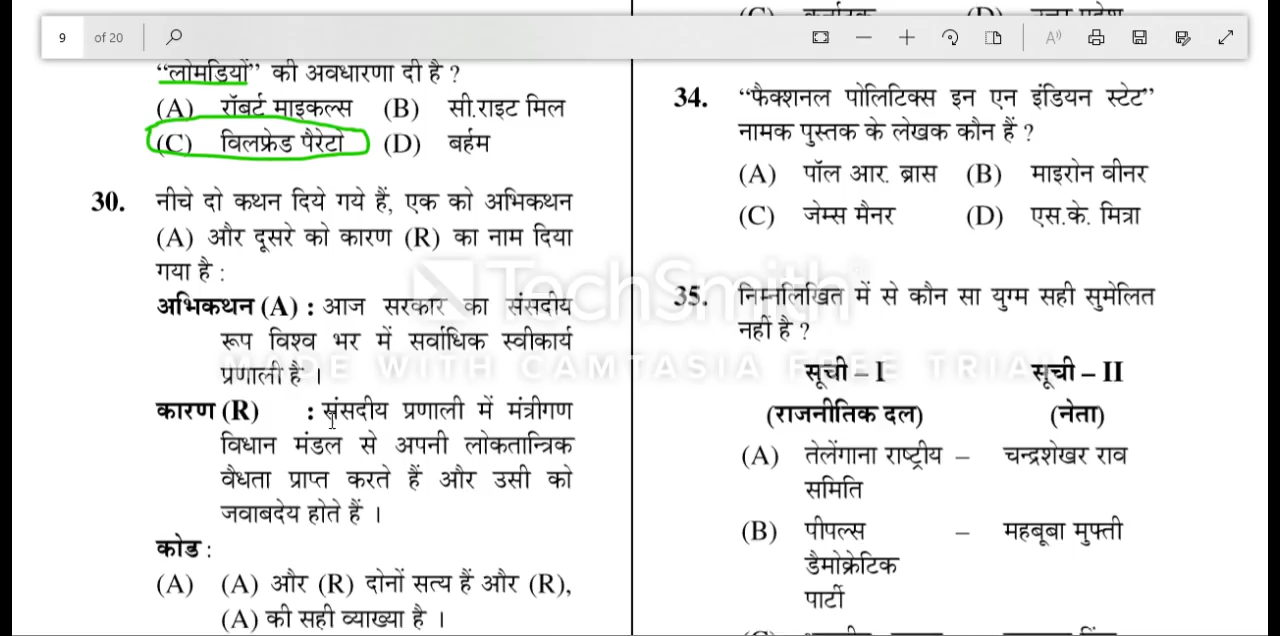 9 of 20
“लोमडियों” की अवधारणा दी है ?
(A) रॉबर्ट माइकल्स (B) सी.राइट मिल
(C) विलफ्रेड पैरेटो (D) बर्हम
30. नीचे दो कथन दिये गये हैं, एक को अभिकथन
(A) और दूसरे को कारण (R) का नाम दिया
गया है :
अभिकथन (A) : आज सरकार का संसदीय
रूप विश्व भर में सर्वाधिक स्वीकार्य
प्रणाली है ।
कारण (R) : संसदीय प्रणाली में मंत्रीगण
विधान मंडल से अपनी लोकतान्त्रिक
वैधता प्राप्त करते हैं और उसी को
जवाबदेय होते हैं ।
कोड :
(A) (A) और (R) दोनों सत्य हैं और (R),
(A) की सही व्याख्या है ।
34. “फैक्शनल पोलिटिक्स इन एन इंडियन स्टेट”
नामक पुस्तक के लेखक कौन हैं ?
(A) पॉल आर. ब्रास (B) माइरोन वीनर
(C) जेम्स मैनर (D) एस.के. मित्रा
35. निम्नलिखित में से कौन सा युग्म सही सुमेलित
नहीं है ?
सूची – I सूची – II
(राजनीतिक दल) (नेता)
(A) तेलेंगाना राष्ट्रीय – चन्द्रशेखर राव
समिति
(B) पीपल्स – महबूबा मुफ्ती
डैमोक्रेटिक
पार्टी
TechSmith
MADE WITH CAMTASIA FREE TRIAL